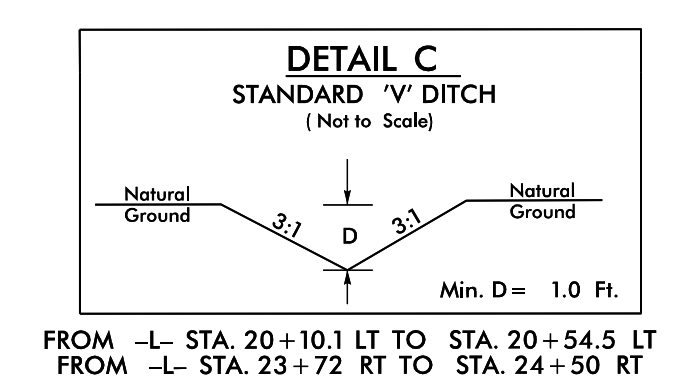 DETAIL C
STANDARD 'V' DITCH
( Not to Scale)
Natural
Ground
3:1
D
3:1
Natural
Ground
Min. D = 1.0 Ft.
FROM -L- STA. 20+10.1 LT TO STA. 20+54.5 LT
FROM -L- STA. 23+72 RT TO STA. 24+50 RT